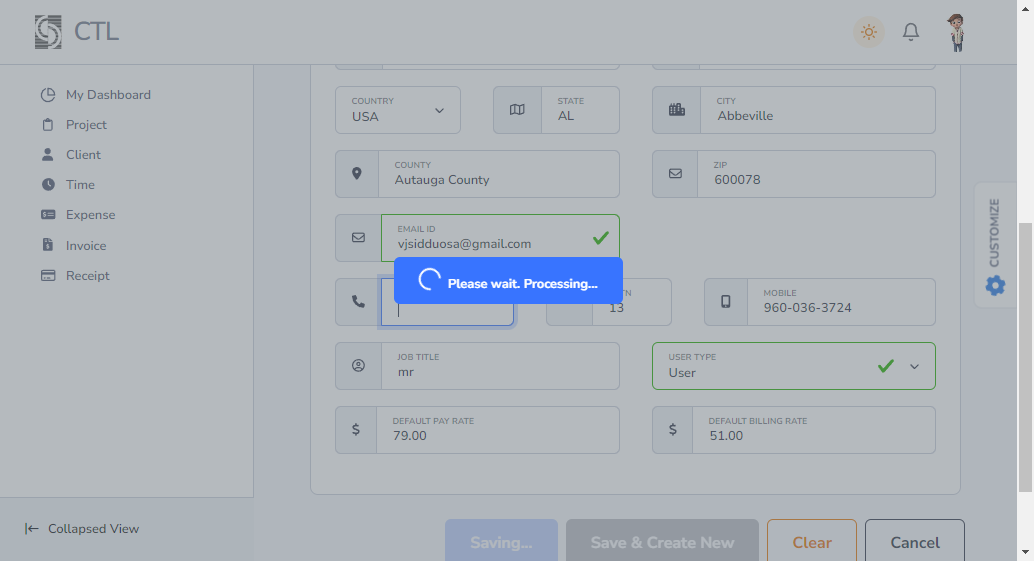 CTL
My Dashboard
Project
Client
Time
Expense
Invoice
Receipt
Collapsed View
COUNTRY
USA
STATE
AL
CITY
Abbeville
COUNTY
Autauga County
ZIP
600078
EMAIL ID
vjsidduosa@gmail.com
Please wait. Processing...
13
MOBILE
960-036-3724
JOB TITLE
mr
USER TYPE
User
DEFAULT PAY RATE
79.00
DEFAULT BILLING RATE
51.00
Saving...
Save & Create New
Clear
Cancel
CUSTOMIZE